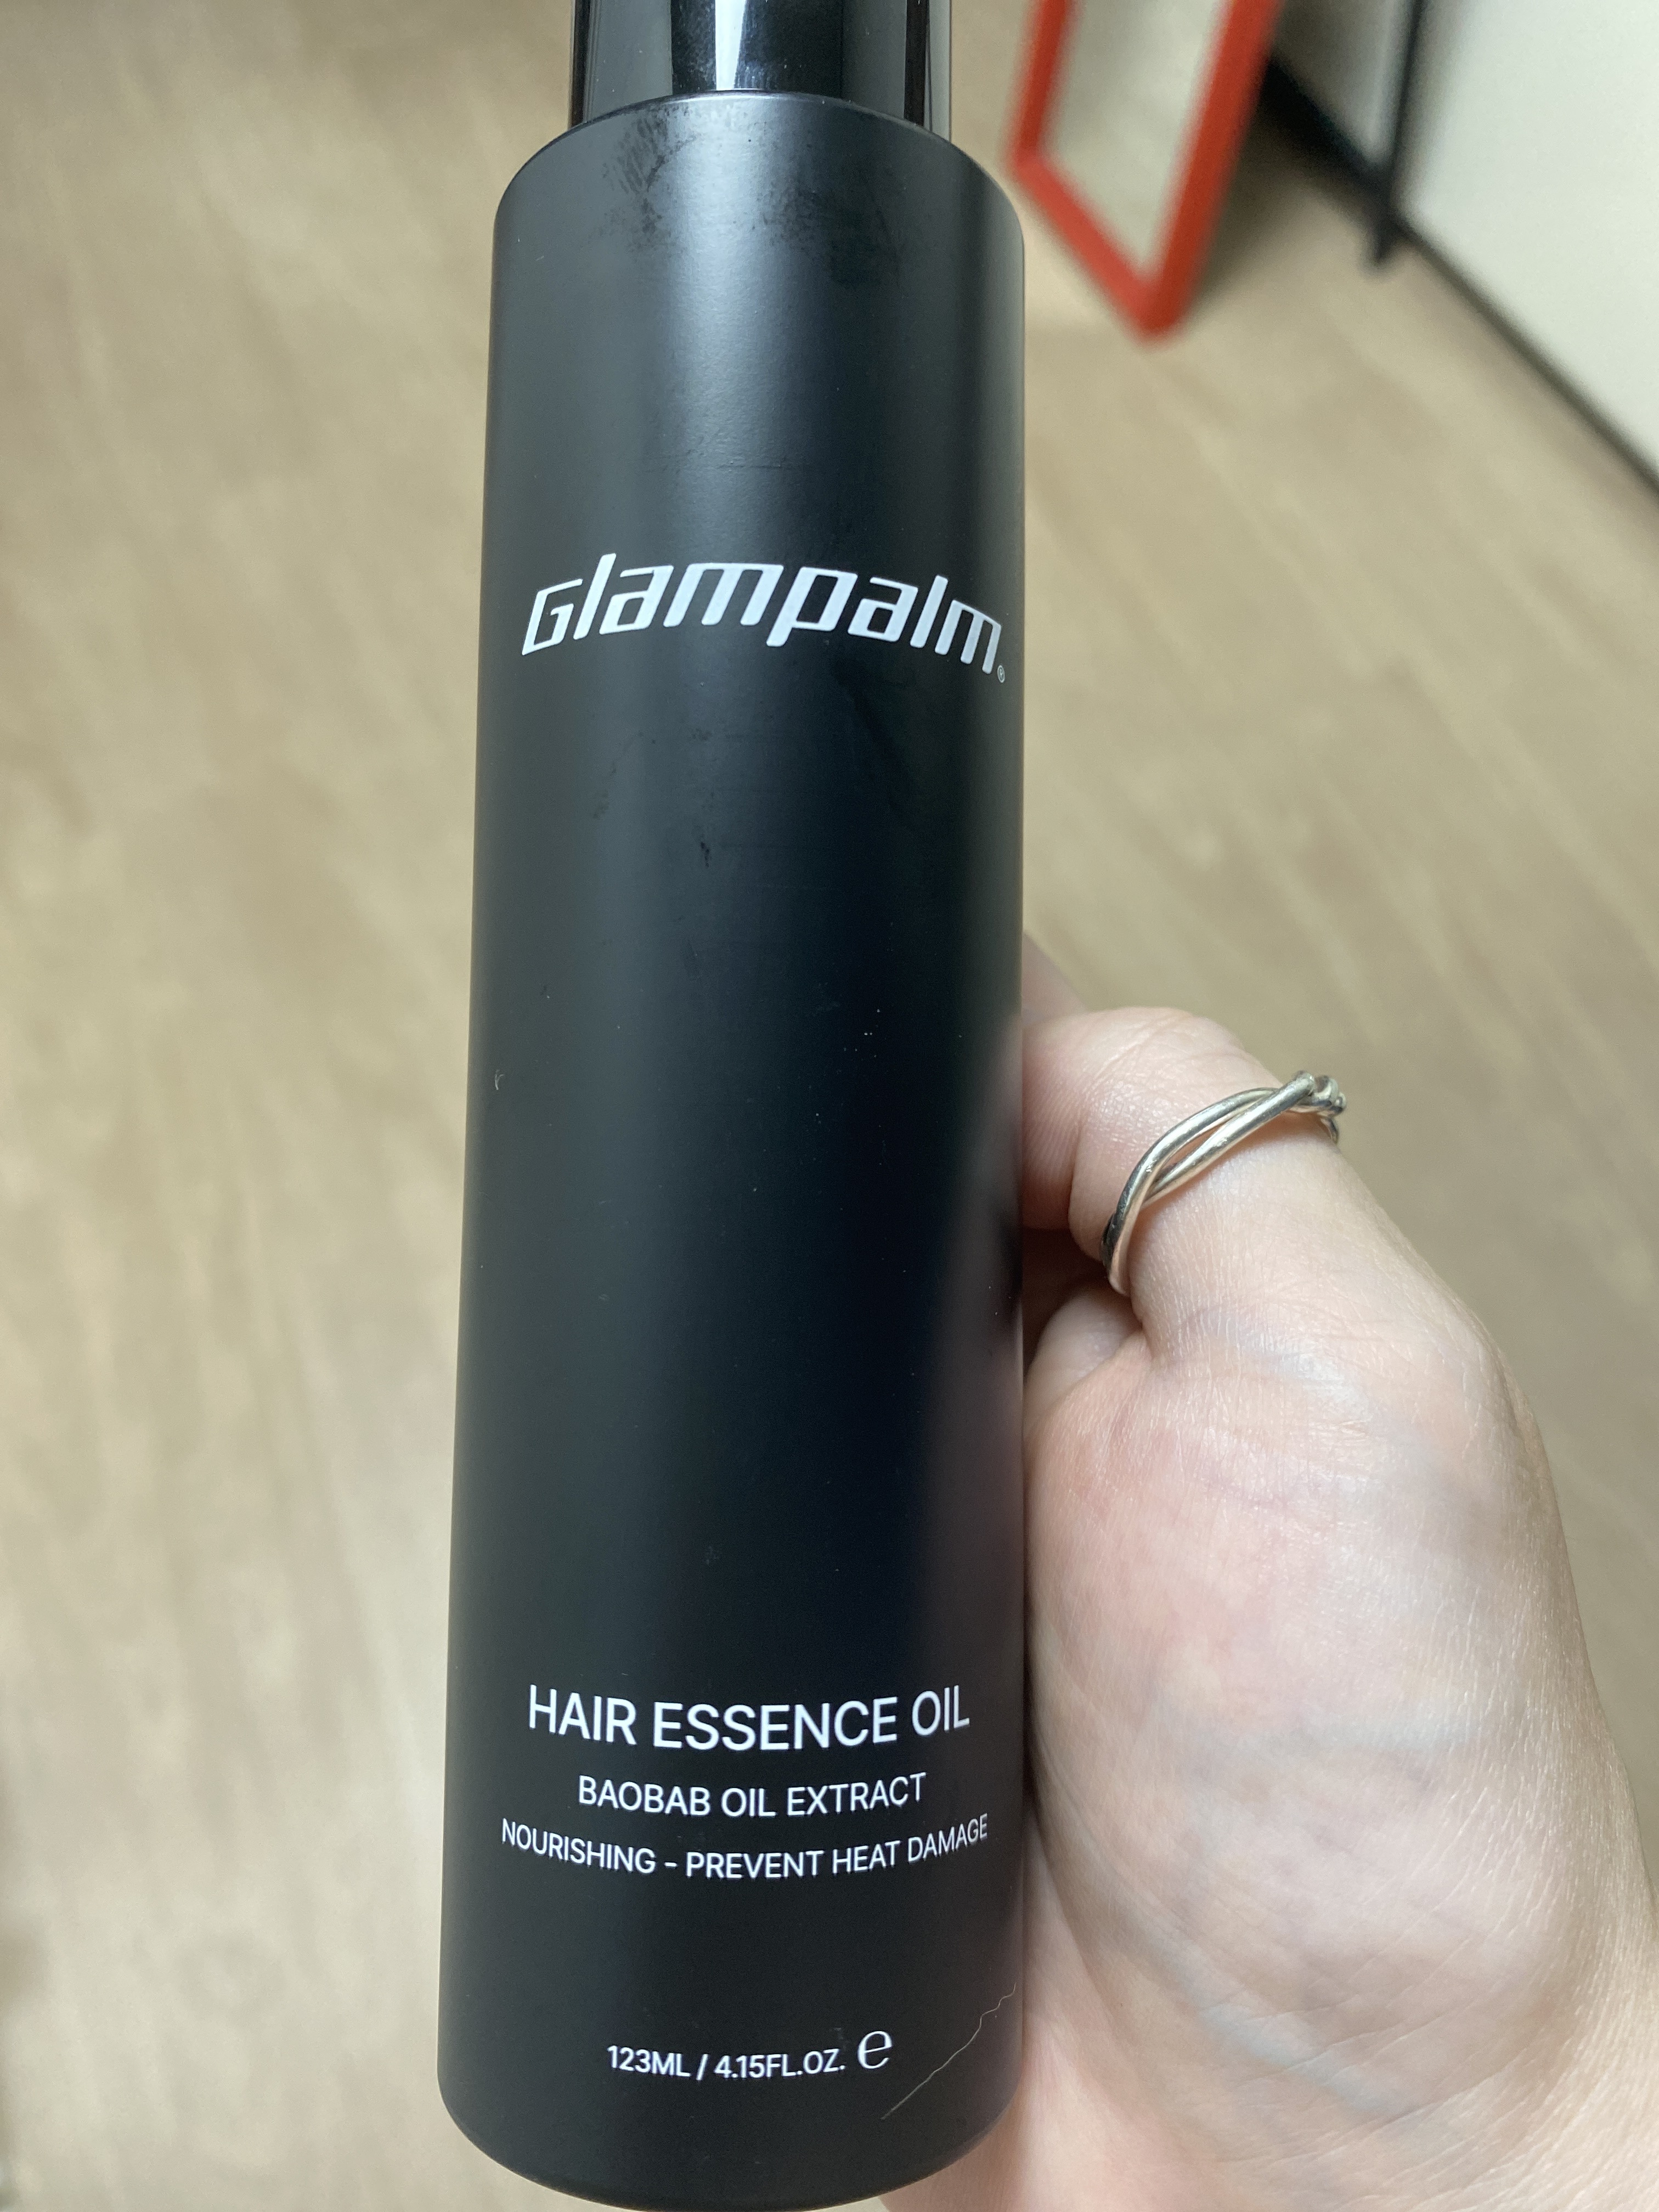 Glampalm®
HAIR ESSENCE OIL
BAOBAB OIL EXTRACT
NOURISHING - PREVENT HEAT DAMAGE
123ML / 4.15FL.OZ. ℮